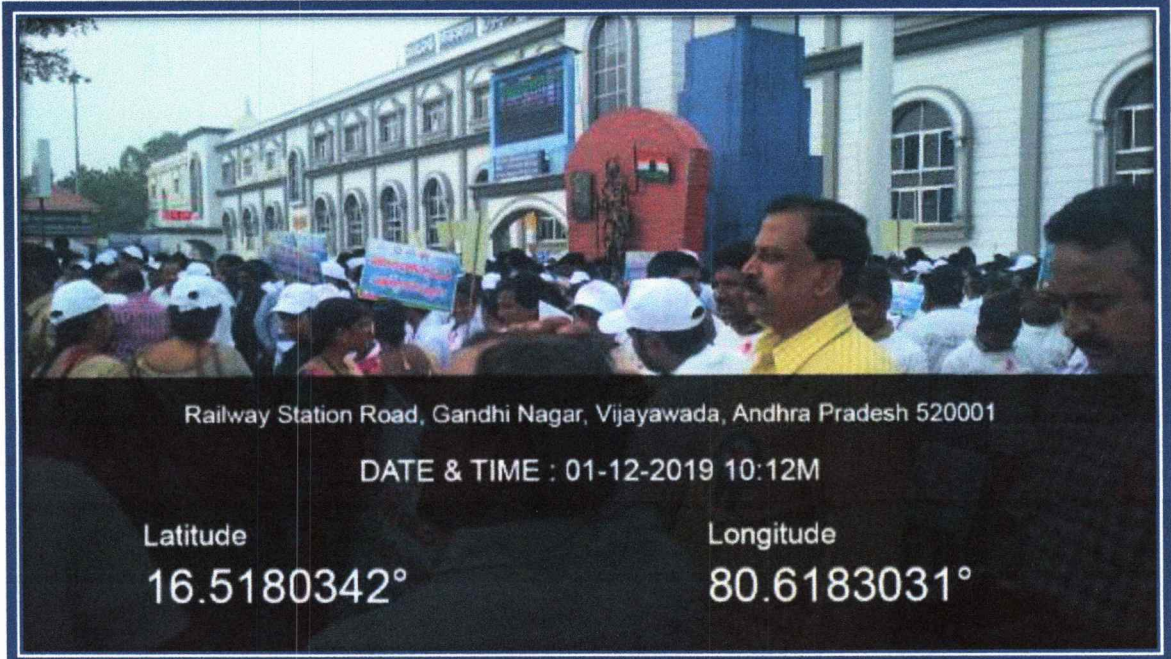 Railway Station Road, Gandhi Nagar, Vijayawada, Andhra Pradesh 520001
DATE & TIME : 01-12-2019 10:12M
Latitude
Longitude
16.5180342°
80.6183031°